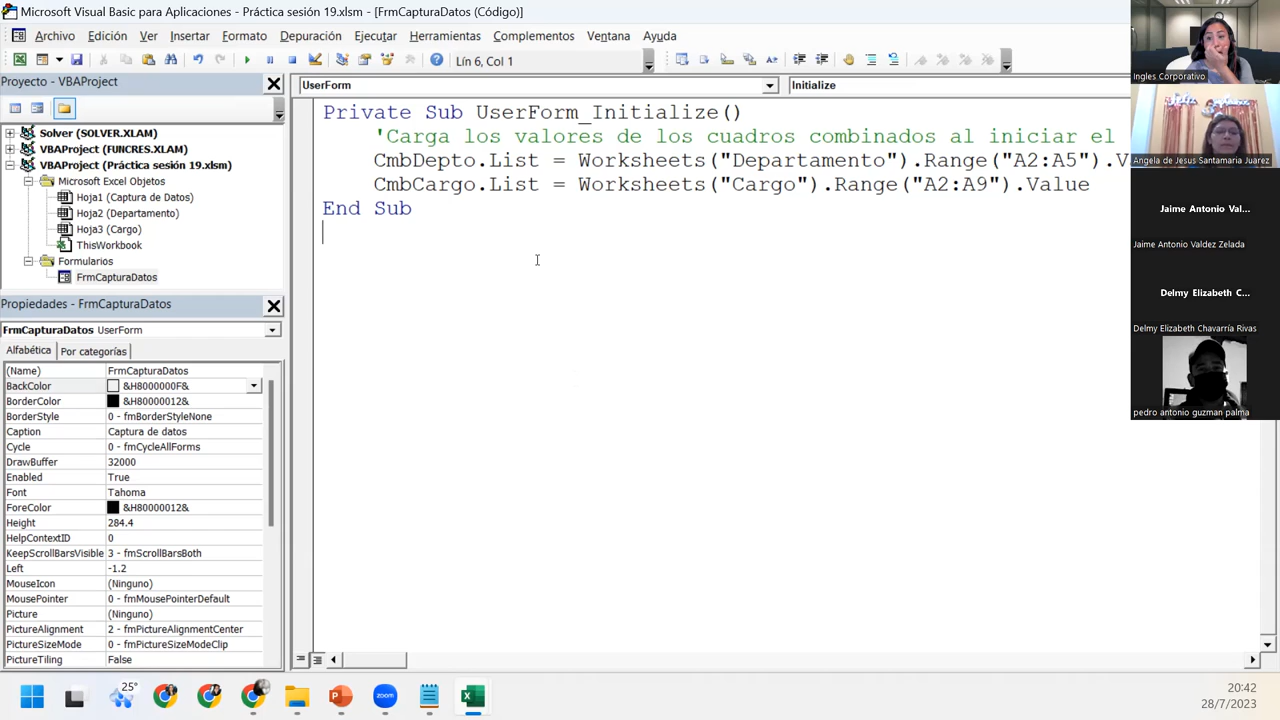 Microsoft Visual Basic para Aplicaciones - Práctica sesión 19.xlsm - [FrmCapturaDatos (Código)]
Archivo Edición Ver Insertar Formato Depuración Ejecutar Herramientas Complementos Ventana Ayuda
Lín 6, Col 1
Proyecto - VBAProject
Solver (SOLVER.XLAM)
VBAProject (FUNCRES.XLAM)
VBAProject (Práctica sesión 19.xlsm)
Microsoft Excel Objetos
Hoja1 (Captura de Datos)
Hoja2 (Departamento)
Hoja3 (Cargo)
ThisWorkbook
Formularios
FrmCapturaDatos
Propiedades - FrmCapturaDatos
FrmCapturaDatos UserForm
Alfabética Por categorías
(Name) FrmCapturaDatos
BackColor &H8000000F&
BorderColor &H80000012&
BorderStyle 0 - fmBorderStyleNone
Caption Captura de datos
Cycle 0 - fmCycleAllForms
DrawBuffer 32000
Enabled True
Font Tahoma
ForeColor &H80000012&
Height 284.4
HelpContextID 0
KeepScrollBarsVisible 3 - fmScrollBarsBoth
Left -1.2
MouseIcon (Ninguno)
MousePointer 0 - fmMousePointerDefault
Picture (Ninguno)
PictureAlignment 2 - fmPictureAlignmentCenter
PictureSizeMode 0 - fmPictureSizeModeClip
PictureTiling False
UserForm Initialize
Private Sub UserForm_Initialize()
'Carga los valores de los cuadros combinados al iniciar el
CmbDepto.List = Worksheets("Departamento").Range("A2:A5").V
CmbCargo.List = Worksheets("Cargo").Range("A2:A9").Value
End Sub
Ingles Corporativo
Angela de Jesus Santamaria Juarez
Jaime Antonio Val...
Jaime Antonio Valdez Zelada
Delmy Elizabeth C...
Delmy Elizabeth Chavarría Rivas
pedro antonio guzman palma
25°
zoom
20:42
28/7/2023